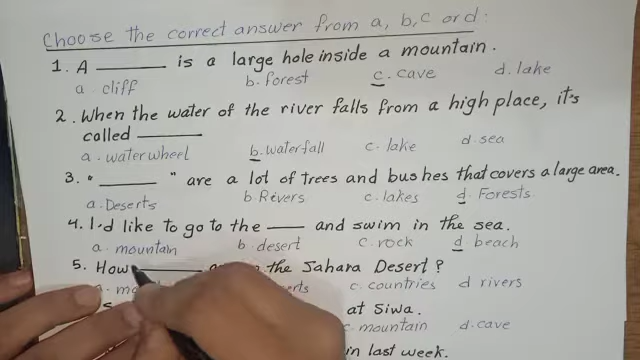 Choose the correct answer from a, b, c or d:
1. A ______ is a large hole inside a mountain.
a. cliff b. forest c. cave d. lake
2. When the water of the river falls from a high place, it's
called ______
a. waterwheel b. waterfall c. lake d. sea
3. "______" are a lot of trees and bushes that covers a large area.
a. Deserts b. Rivers c. lakes d. Forests
4. I'd like to go to the ____ and swim in the sea.
a. mountain b. desert c. rock d. beach
5. How ______ the Sahara Desert?
c. countries d rivers
at Siwa.
c. mountain d. cave
in last week.